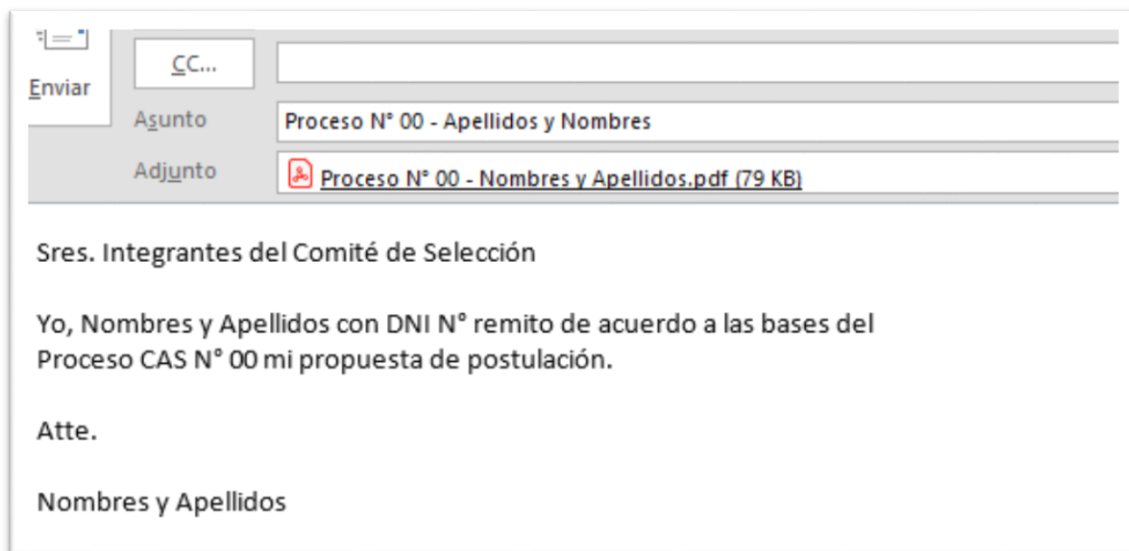 CC...
Enviar
Asunto
Proceso N° 00 - Apellidos y Nombres
Adjunto
Proceso N° 00 - Nombres y Apellidos.pdf (79 KB)
Sres. Integrantes del Comité de Selección
Yo, Nombres y Apellidos con DNI N° remito de acuerdo a las bases del
Proceso CAS N° 00 mi propuesta de postulación.
Atte.
Nombres y Apellidos